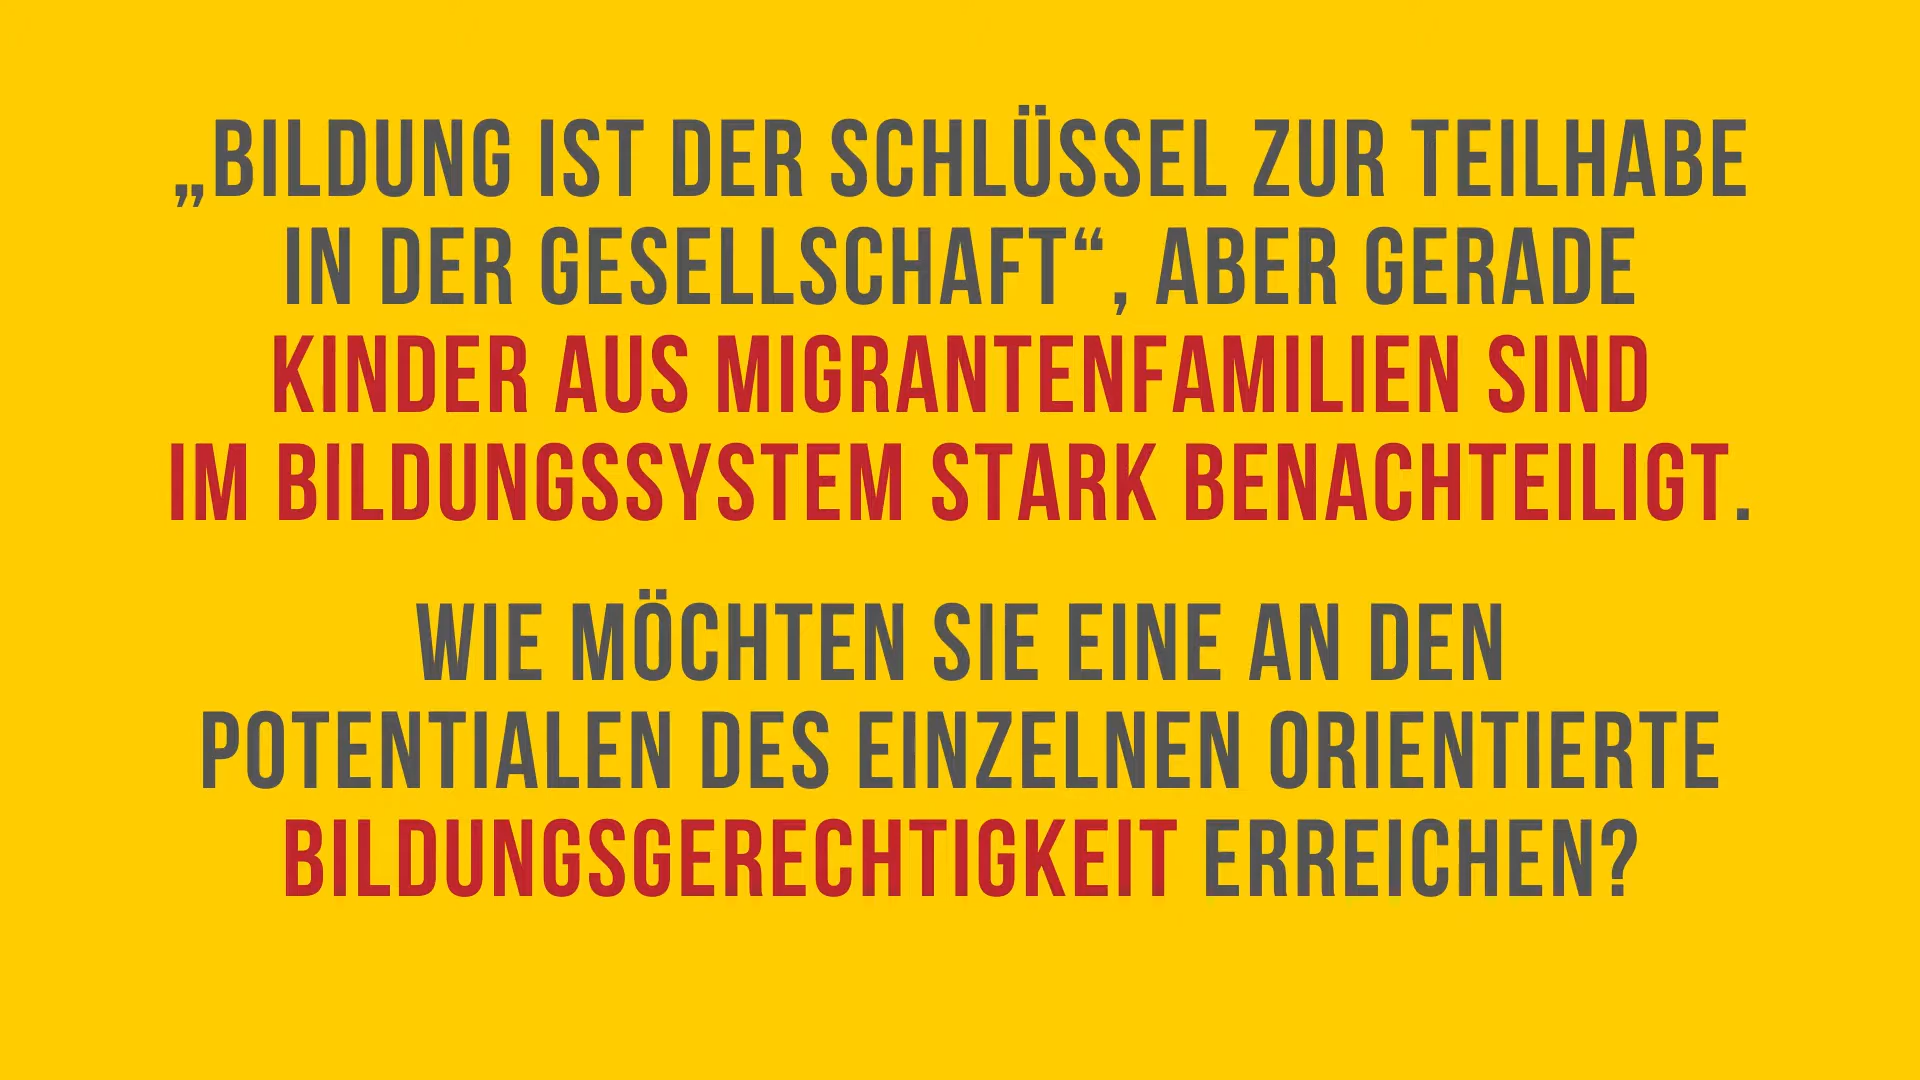 „BILDUNG IST DER SCHLÜSSEL ZUR TEILHABE
IN DER GESELLSCHAFT“, ABER GERADE
KINDER AUS MIGRANTENFAMILIEN SIND
IM BILDUNGSSYSTEM STARK BENACHTEILIGT.
WIE MÖCHTEN SIE EINE AN DEN
POTENTIALEN DES EINZELNEN ORIENTIERTE
BILDUNGSGERECHTIGKEIT ERREICHEN?